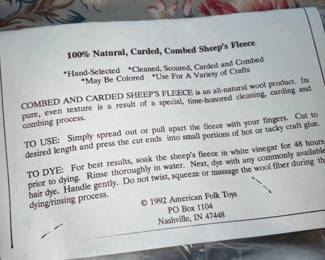 100% Natural, Carded, Combed Sheep's Fleece
*Hand-Selected *Cleaned, Scoured, Carded and Combed
*May Be Colored *Use For A Variety of Crafts
COMBED AND CARDED SHEEP'S FLEECE is an all-natural wool product. Its
pure, even texture is a result of a special, time-honored cleaning, carding and
combing process.
TO USE: Simply spread out or pull apart the fleece with your fingers. Cut to
desired length and press the cut ends into small portions of hot or tacky craft glue.
TO DYE: For best results, soak the sheep's fleece in white vinegar for 48 hours
prior to dying. Rinse thoroughly in water. Next, dye with any commonly available
hair dye. Handle gently. Do not twist, squeeze or massage the wool fiber during the
dying/rinsing process.
© 1992 American Folk Toys
PO Box 1104
Nashville, IN 47448